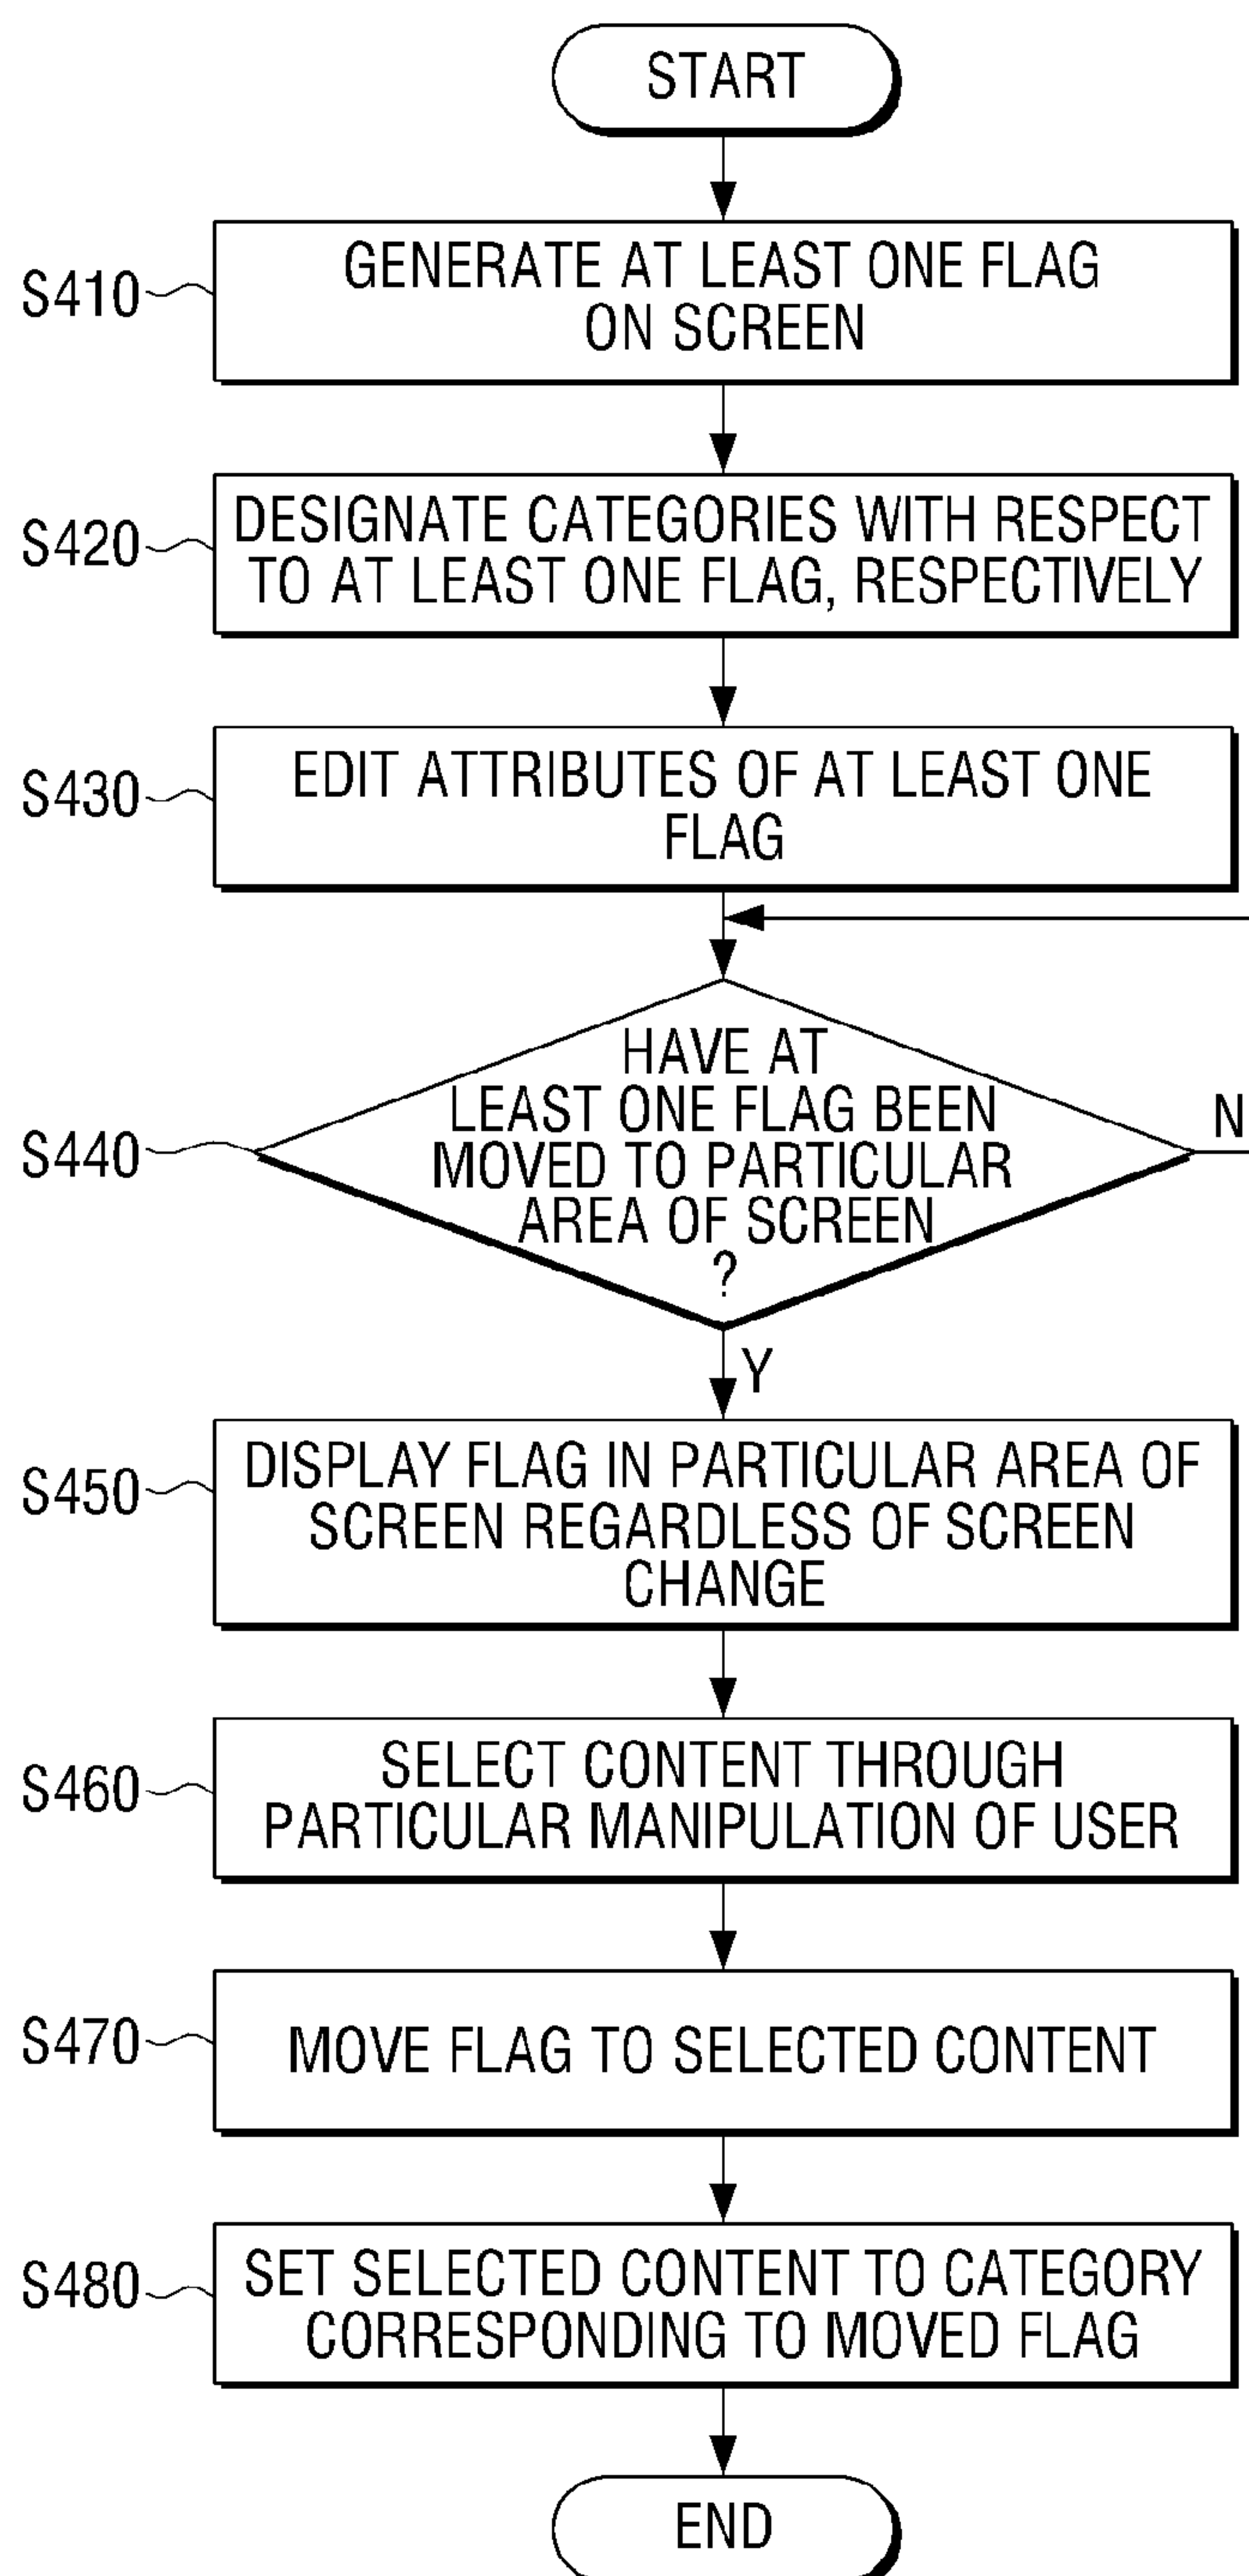 START
S410
GENERATE AT LEAST ONE FLAG
ON SCREEN
S420
DESIGNATE CATEGORIES WITH RESPECT
TO AT LEAST ONE FLAG, RESPECTIVELY
S430
EDIT ATTRIBUTES OF AT LEAST ONE
FLAG
S440
HAVE AT
LEAST ONE FLAG BEEN
MOVED TO PARTICULAR
AREA OF SCREEN
?
N
Y
S450
DISPLAY FLAG IN PARTICULAR AREA OF
SCREEN REGARDLESS OF SCREEN
CHANGE
S460
SELECT CONTENT THROUGH
PARTICULAR MANIPULATION OF USER
S470
MOVE FLAG TO SELECTED CONTENT
S480
SET SELECTED CONTENT TO CATEGORY
CORRESPONDING TO MOVED FLAG
END